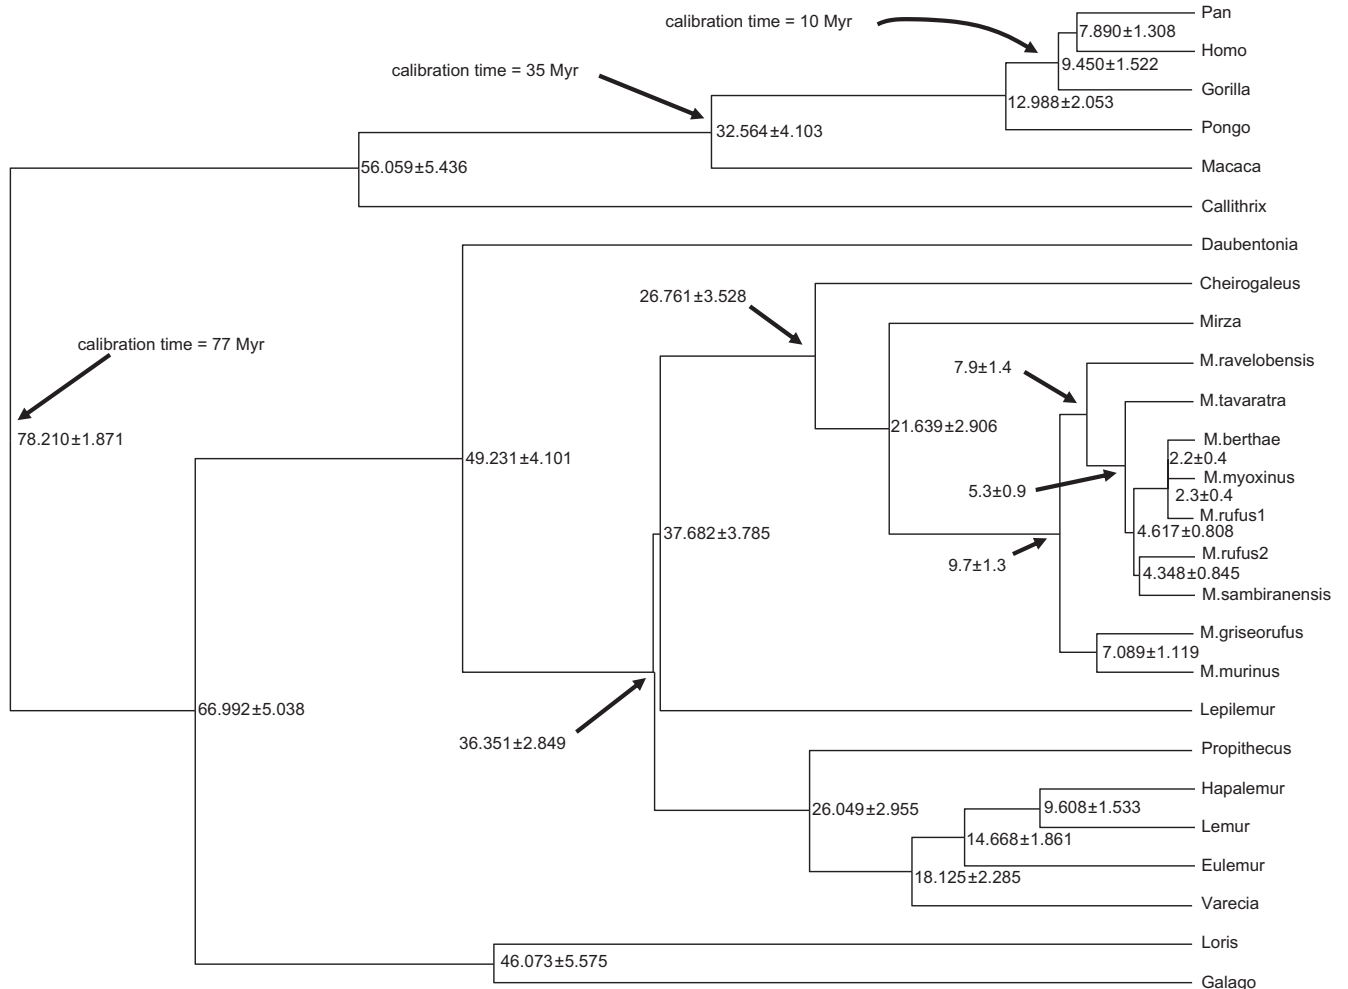 Pan
calibration time = 10 Myr
7.890±1.308
Homo
9.450±1.522
calibration time = 35 Myr
Gorilla
12.988±2.053
Pongo
32.564±4.103
Macaca
56.059±5.436
Callithrix
Daubentonia
Cheirogaleus
26.761±3.528
Mirza
calibration time = 77 Myr
M.ravelobensis
7.9±1.4
M.tavaratra
21.639±2.906
78.210±1.871
M.berthae
2.2±0.4
49.231±4.101
M.myoxinus
5.3±0.9
2.3±0.4
M.rufus1
4.617±0.808
37.682±3.785
M.rufus2
9.7±1.3
4.348±0.845
M.sambiranensis
M.griseorufus
7.089±1.119
M.murinus
66.992±5.038
Lepilemur
36.351±2.849
Propithecus
Hapalemur
9.608±1.533
26.049±2.955
Lemur
14.668±1.861
Eulemur
18.125±2.285
Varecia
Loris
46.073±5.575
Galago